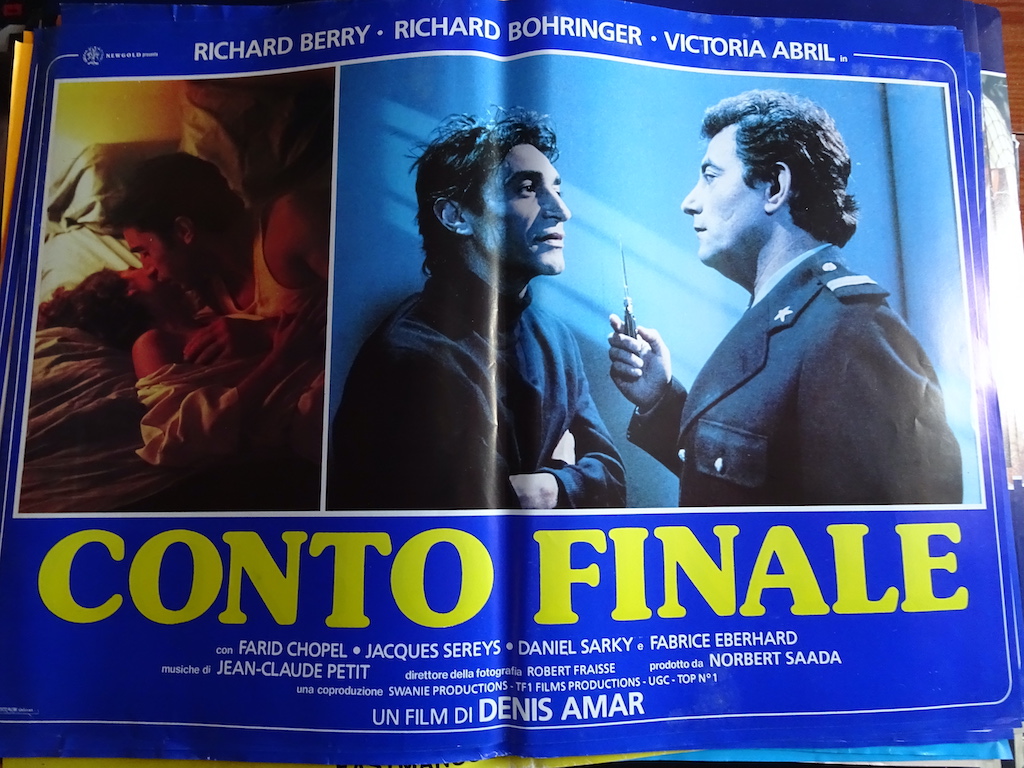 NEWGOLD presenta
RICHARD BERRY · RICHARD BOHRINGER · VICTORIA ABRIL in
CONTO FINALE
con FARID CHOPEL • JACQUES SEREYS • DANIEL SARKY e FABRICE EBERHARD
musiche di JEAN-CLAUDE PETIT direttore della fotografia ROBERT FRAISSE prodotto da NORBERT SAADA
una coproduzione SWANIE PRODUCTIONS - TF1 FILMS PRODUCTIONS - UGC - TOP N°1
UN FILM DI DENIS AMAR